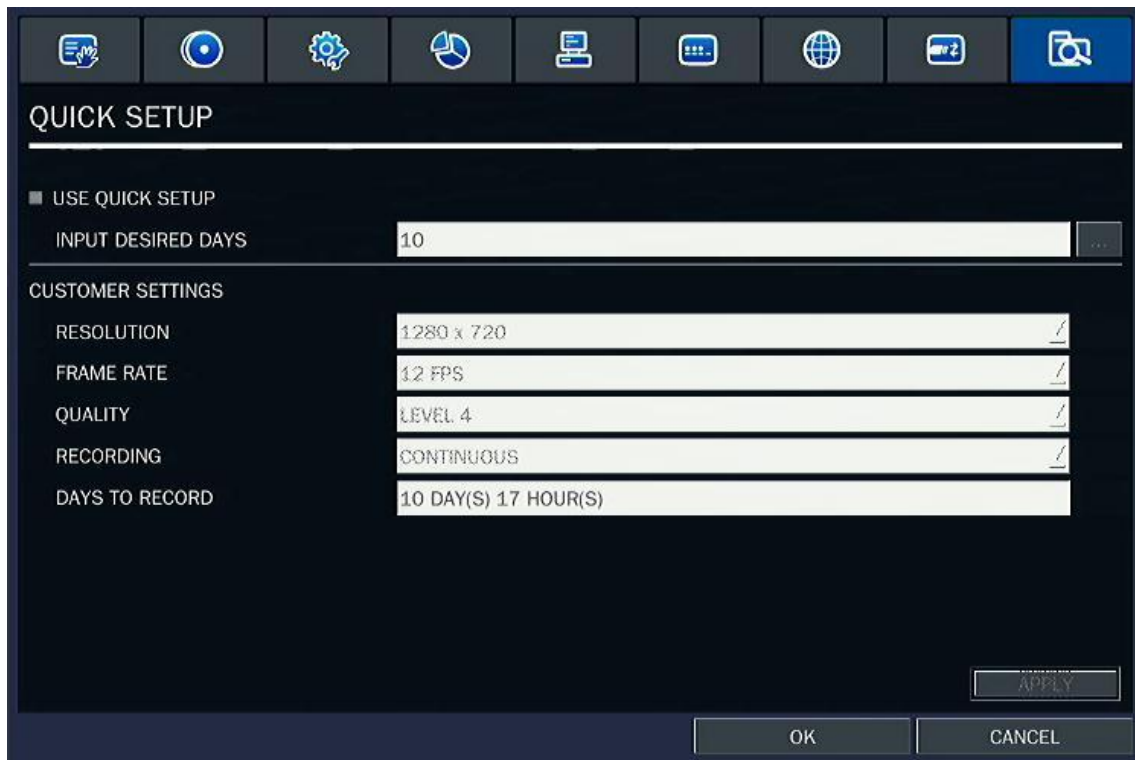 QUICK SETUP
USE QUICK SETUP
INPUT DESIRED DAYS 10 ...
CUSTOMER SETTINGS
RESOLUTION 1280 x 720
FRAME RATE 12 FPS
QUALITY LEVEL 4
RECORDING CONTINUOUS
DAYS TO RECORD 10 DAY(S) 17 HOUR(S)
APPLY
OK CANCEL